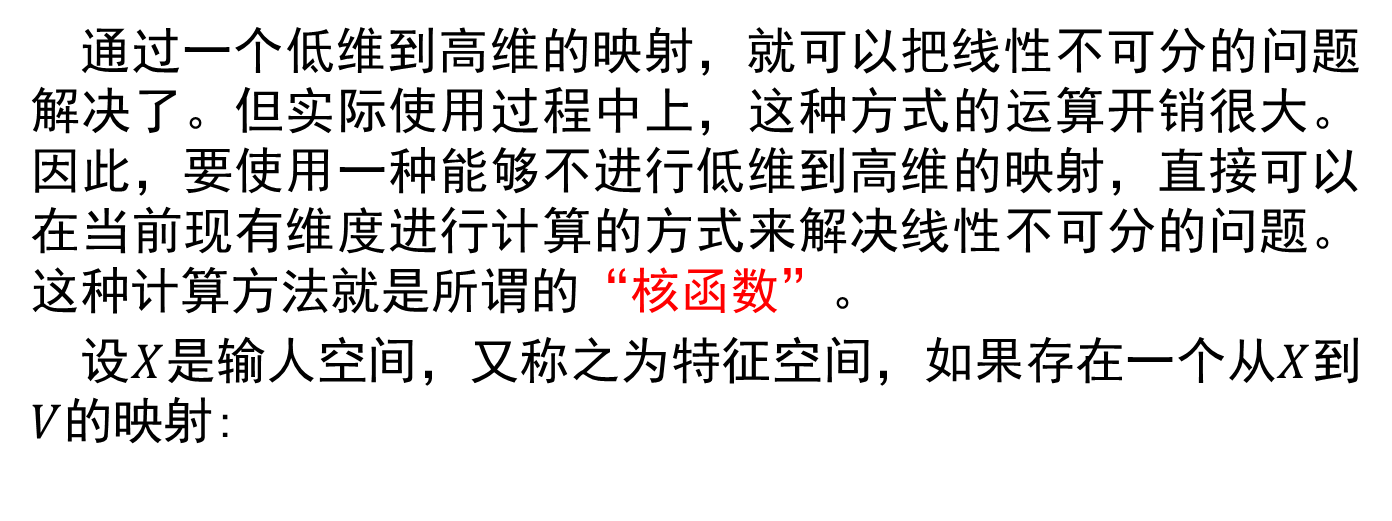 通过一个低维到高维的映射，就可以把线性不可分的问题
解决了。但实际使用过程中上，这种方式的运算开销很大。
因此，要使用一种能够不进行低维到高维的映射，直接可以
在当前现有维度进行计算的方式来解决线性不可分的问题。
这种计算方法就是所谓的“核函数”。
设X是输人空间，又称之为特征空间，如果存在一个从X到
V的映射: